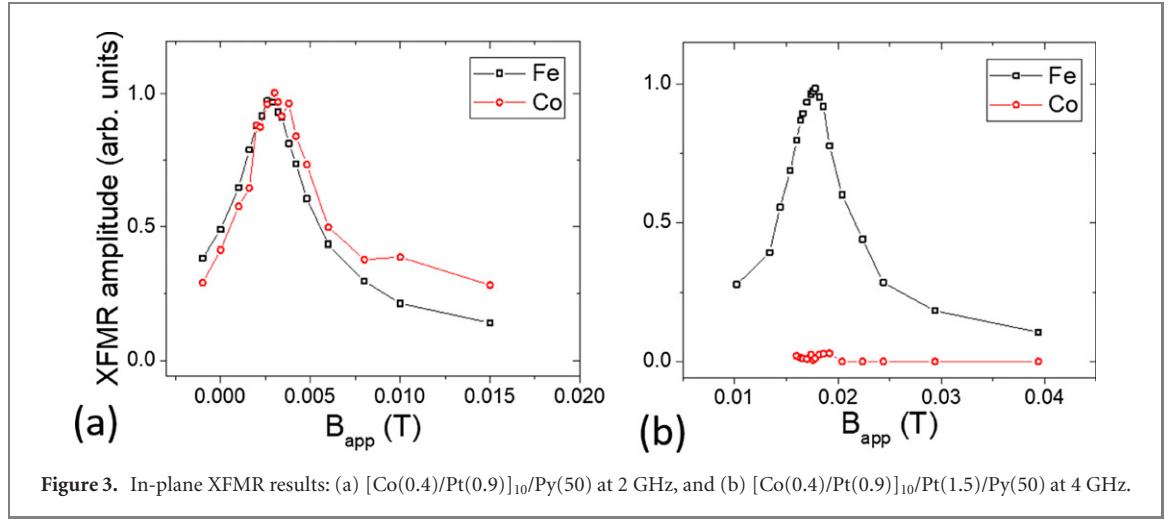 XFMR amplitude (arb. units)
1.0
0.5
0.0
Fe
Co
0.000 0.005 0.010 0.015 0.020
(a)
B_app (T)
1.0
0.5
0.0
Fe
Co
0.01 0.02 0.03 0.04
(b)
B_app (T)
Figure 3. In-plane XFMR results: (a) [Co(0.4)/Pt(0.9)]₁₀/Py(50) at 2 GHz, and (b) [Co(0.4)/Pt(0.9)]₁₀/Pt(1.5)/Py(50) at 4 GHz.